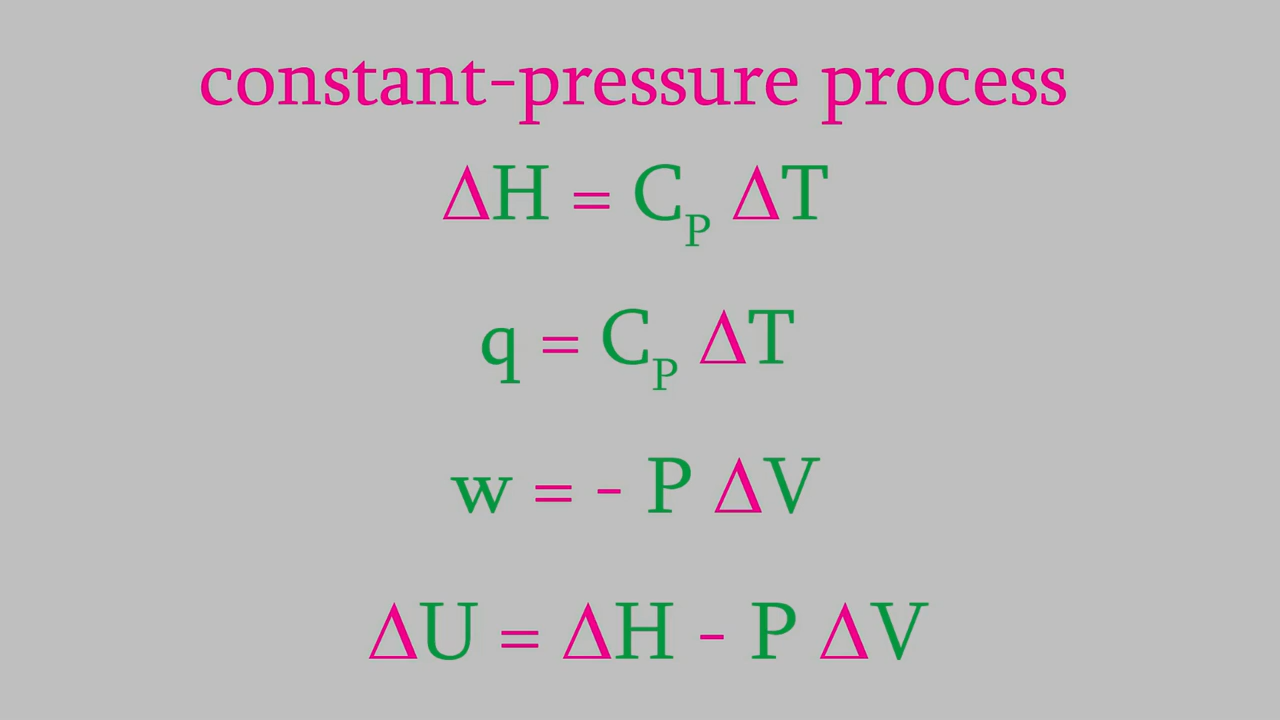 constant-pressure process
ΔH = C_P ΔT
q = C_P ΔT
w = - P ΔV
ΔU = ΔH - P ΔV